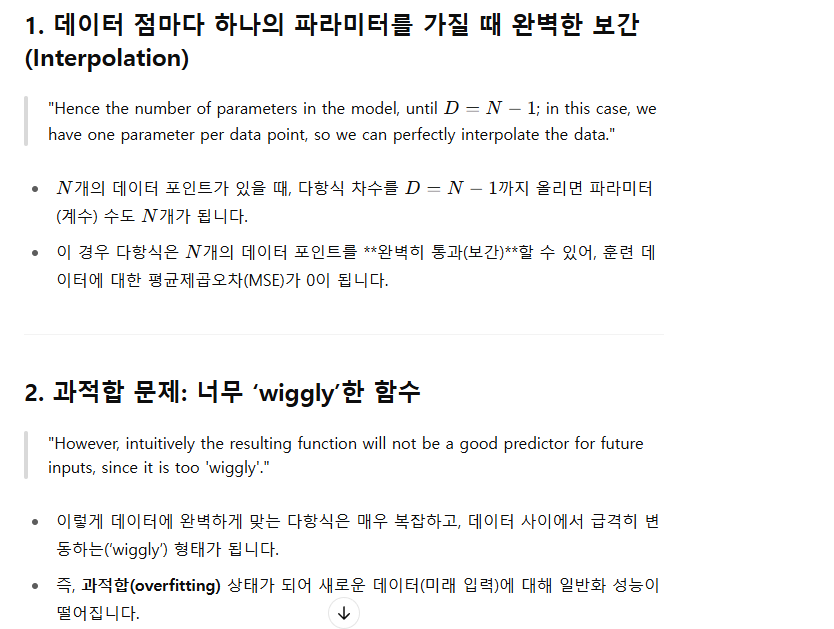 1. 데이터 점마다 하나의 파라미터를 가질 때 완벽한 보간
(Interpolation)
"Hence the number of parameters in the model, until D = N − 1; in this case, we
have one parameter per data point, so we can perfectly interpolate the data."
• N개의 데이터 포인트가 있을 때, 다항식 차수를 D = N − 1까지 올리면 파라미터
(계수) 수도 N개가 됩니다.
• 이 경우 다항식은 N개의 데이터 포인트를 **완벽히 통과(보간)**할 수 있어, 훈련 데
이터에 대한 평균제곱오차(MSE)가 0이 됩니다.
2. 과적합 문제: 너무 ‘wiggly’한 함수
"However, intuitively the resulting function will not be a good predictor for future
inputs, since it is too 'wiggly'."
• 이렇게 데이터에 완벽하게 맞는 다항식은 매우 복잡하고, 데이터 사이에서 급격히 변
동하는(‘wiggly’) 형태가 됩니다.
• 즉, 과적합(overfitting) 상태가 되어 새로운 데이터(미래 입력)에 대해 일반화 성능이
떨어집니다.